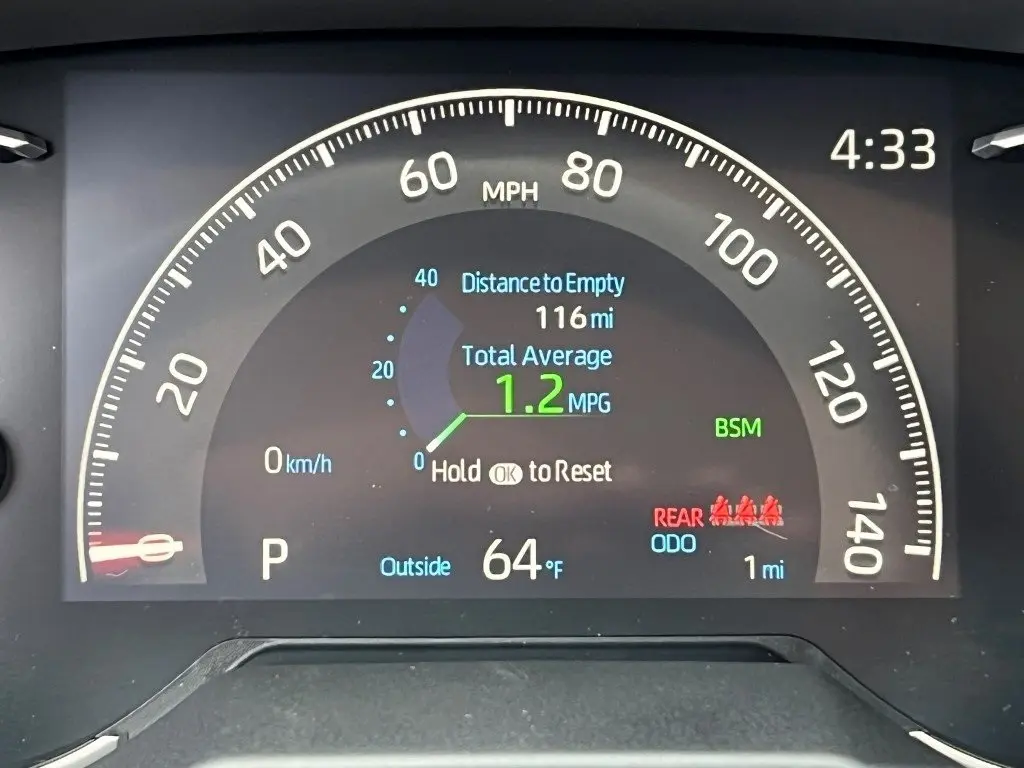 4:33
60
MPH
80
40
100
20
120
0
140
40
20
0
Distance to Empty
116 mi
Total Average
1.2 MPG
Hold OK to Reset
BSM
0 km/h
REAR
ODO
1 mi
P
Outside 64 °F